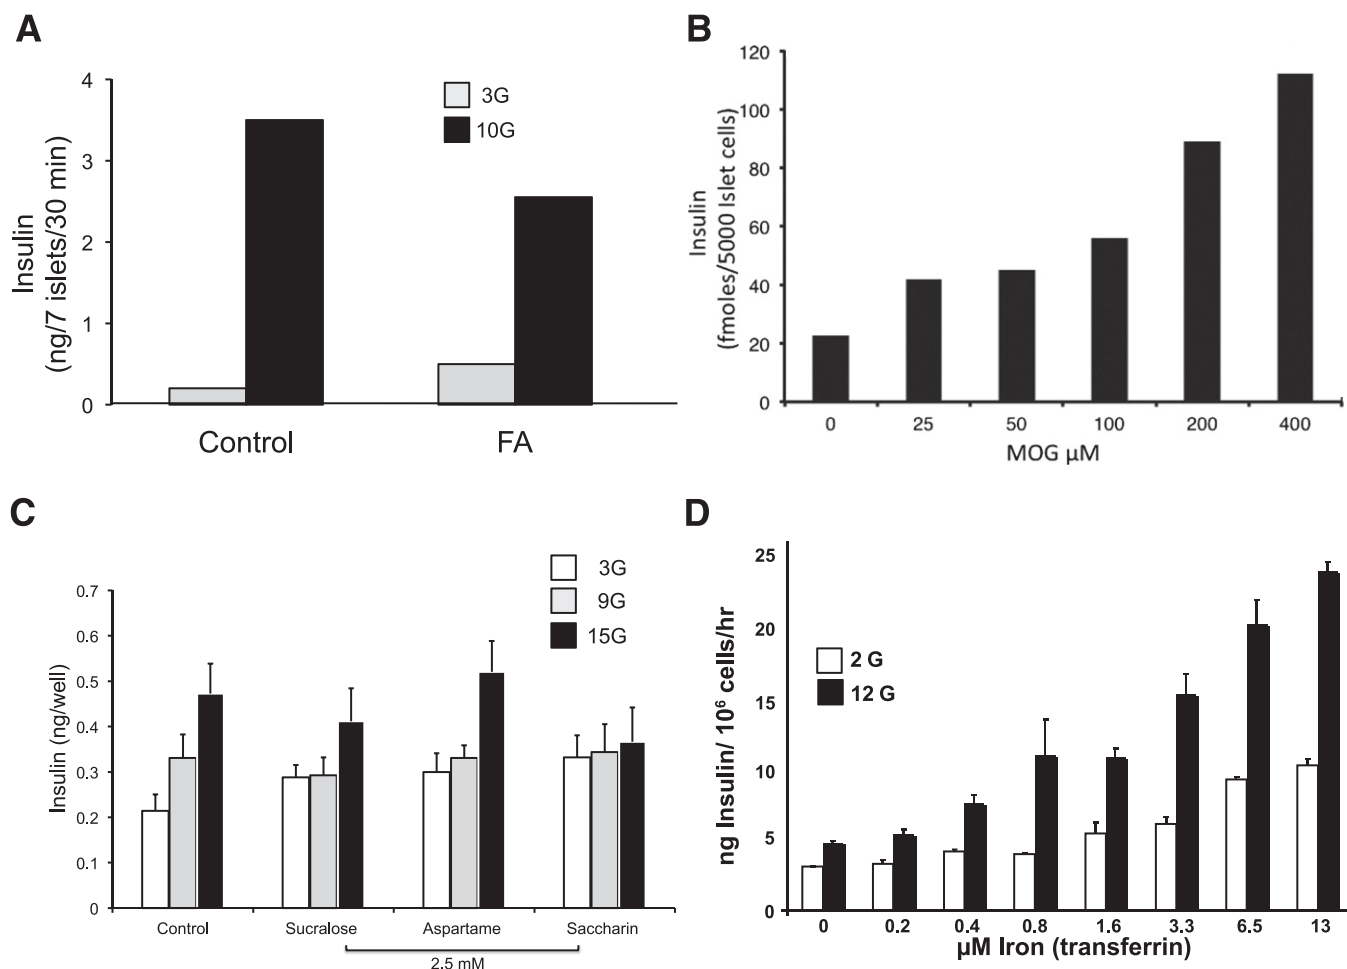 A
Insulin
(ng/7 islets/30 min)
4
3
2
1
0
3G
10G
Control FA
B
Insulin
(fmoles/5000 Islet cells)
120
100
80
60
40
20
0
0 25 50 100 200 400
MOG µM
C
Insulin (ng/well)
0.7
0.6
0.5
0.4
0.3
0.2
0.1
0
3G
9G
15G
Control Sucralose Aspartame Saccharin
2.5 mM
D
ng Insulin/ 10⁶ cells/hr
25
20
15
10
5
0
2 G
12 G
0 0.2 0.4 0.8 1.6 3.3 6.5 13
µM Iron (transferrin)